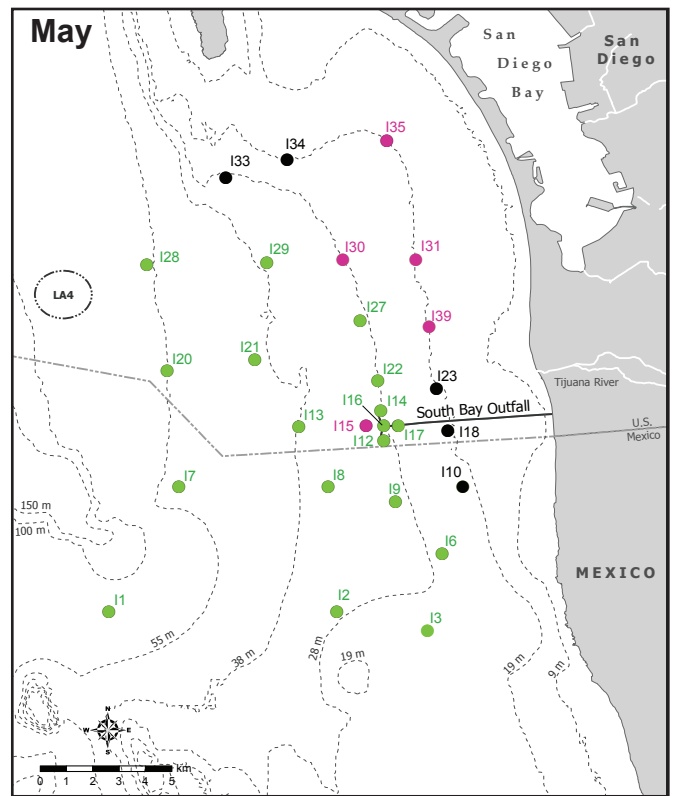 May
San
Diego
Bay
San
Diego
I35
I34
I33
I28
I29
I30
I31
LA4
I27
I39
I21
I20
I22
I23
Tijuana River
I14
I16
South Bay Outfall
I13
I15
I17
I18
U.S.
Mexico
I12
I7
I8
I9
I10
150 m
100 m
I6
MEXICO
I1
I2
I3
55 m
38 m
28 m
19 m
19 m
9 m
N
W
E
S
km
0 1 2 3 4 5